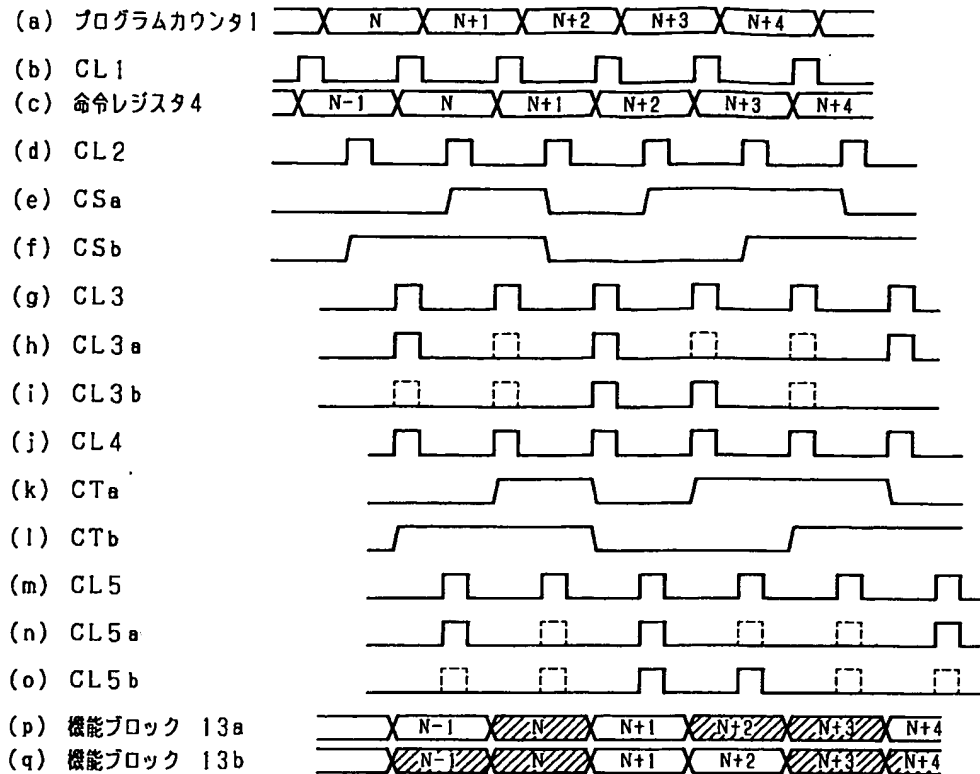 (a) プログラムカウンタ1 N N+1 N+2 N+3 N+4
(b) CL1
(c) 命令レジスタ4 N-1 N N+1 N+2 N+3 N+4
(d) CL2
(e) CSa
(f) CSb
(g) CL3
(h) CL3a
(i) CL3b
(j) CL4
(k) CTa
(l) CTb
(m) CL5
(n) CL5a
(o) CL5b
(p) 機能ブロック 13a N-1 N N+1 N+2 N+3 N+4
(q) 機能ブロック 13b N-1 N N+1 N+2 N+3 N+4